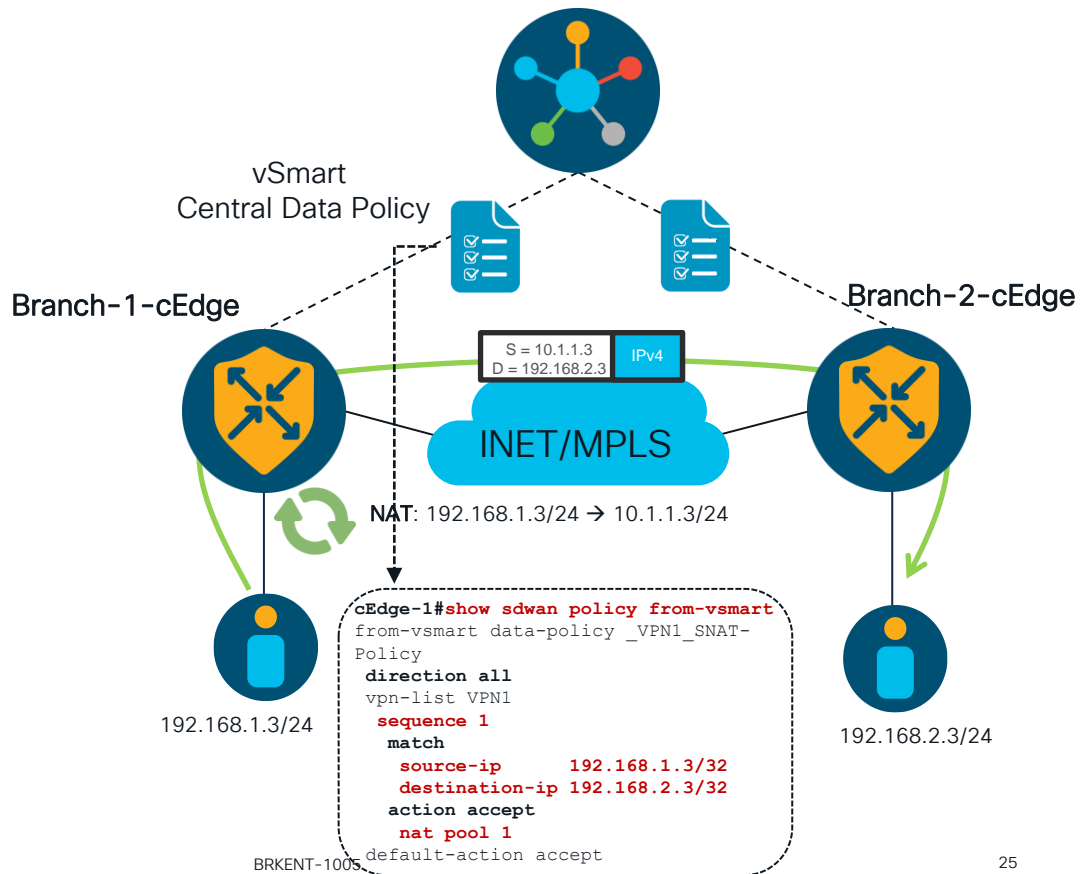 vSmart
Central Data Policy
Branch-1-cEdge
Branch-2-cEdge
S = 10.1.1.3
D = 192.168.2.3
IPv4
INET/MPLS
NAT: 192.168.1.3/24 → 10.1.1.3/24
192.168.1.3/24
192.168.2.3/24
cEdge-1#show sdwan policy from-vsmart
from-vsmart data-policy _VPN1_SNAT-
Policy
direction all
vpn-list VPN1
sequence 1
match
source-ip 192.168.1.3/32
destination-ip 192.168.2.3/32
action accept
nat pool 1
default-action accept
BRKENT-1005
25